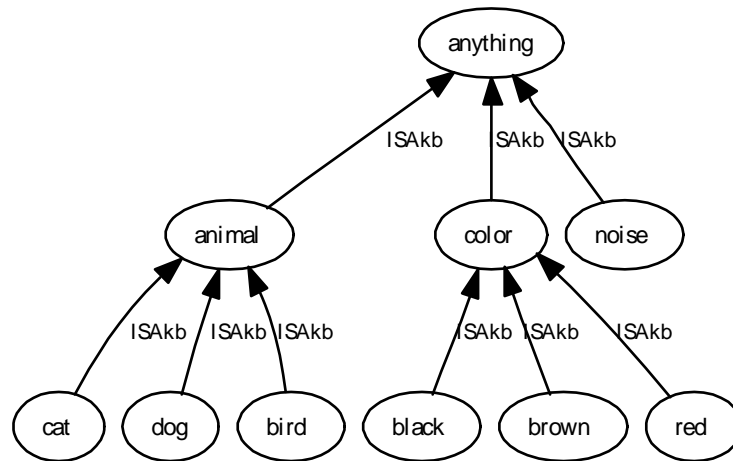 anything
ISAkb ISAkb ISAkb
animal color noise
ISAkb ISAkb ISAkb ISAkb ISAkb ISAkb
cat dog bird black brown red